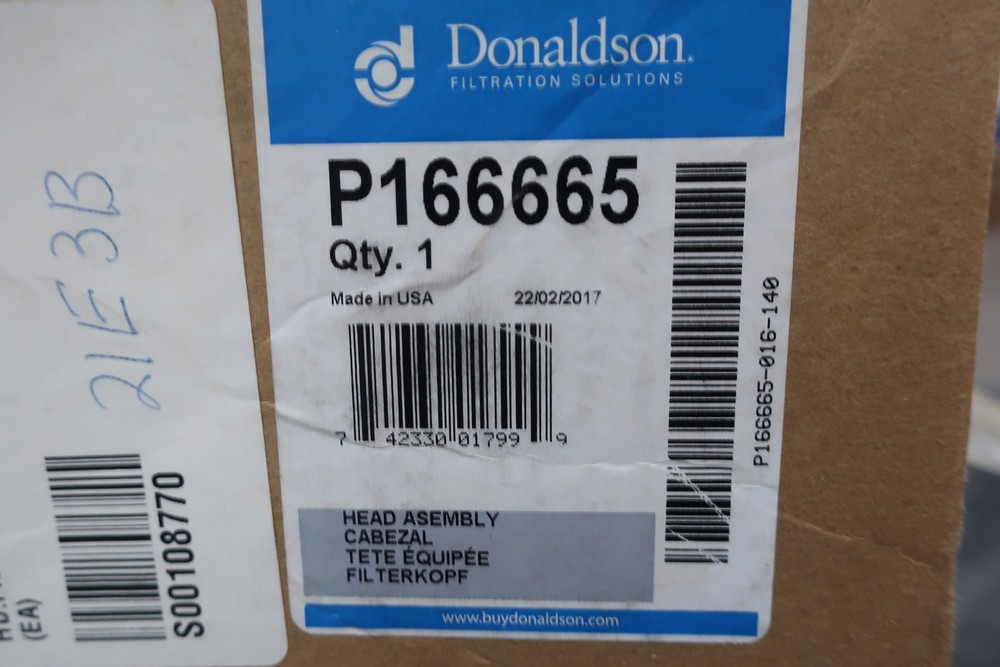 Donaldson.
FILTRATION SOLUTIONS
P166665
Qty. 1
Made in USA 22/02/2017
7 42330 01799 9
P166665-016-140
HEAD ASEMBLY
CABEZAL
TETE ÉQUIPÉE
FILTERKOPF
www.buydonaldson.com
21E3B
S00108770
(EA)